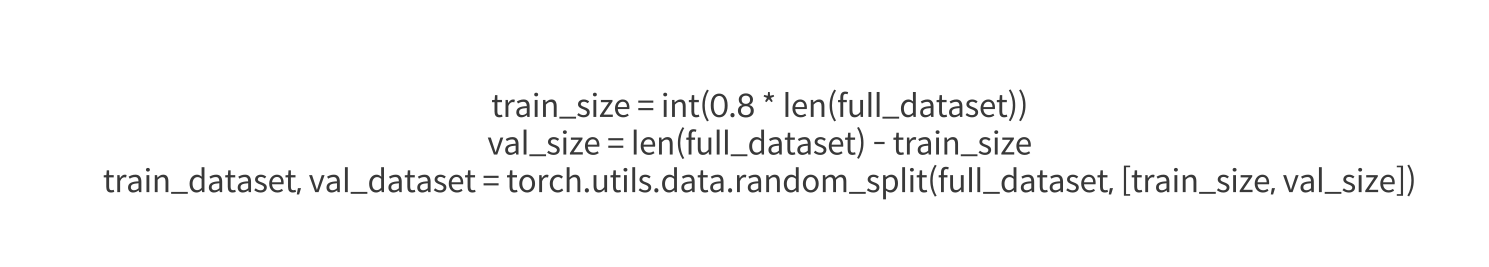 train_size = int(0.8 * len(full_dataset))
val_size = len(full_dataset) - train_size
train_dataset, val_dataset = torch.utils.data.random_split(full_dataset, [train_size, val_size])